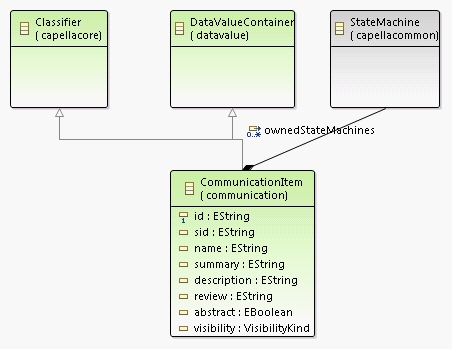 Classifier
( capellacore)
DataValueContainer
( datavalue)
StateMachine
( capellacommon)
0..* ownedStateMachines
CommunicationItem
( communication)
id : EString
sid : EString
name : EString
summary : EString
description : EString
review : EString
abstract : EBoolean
visibility : VisibilityKind